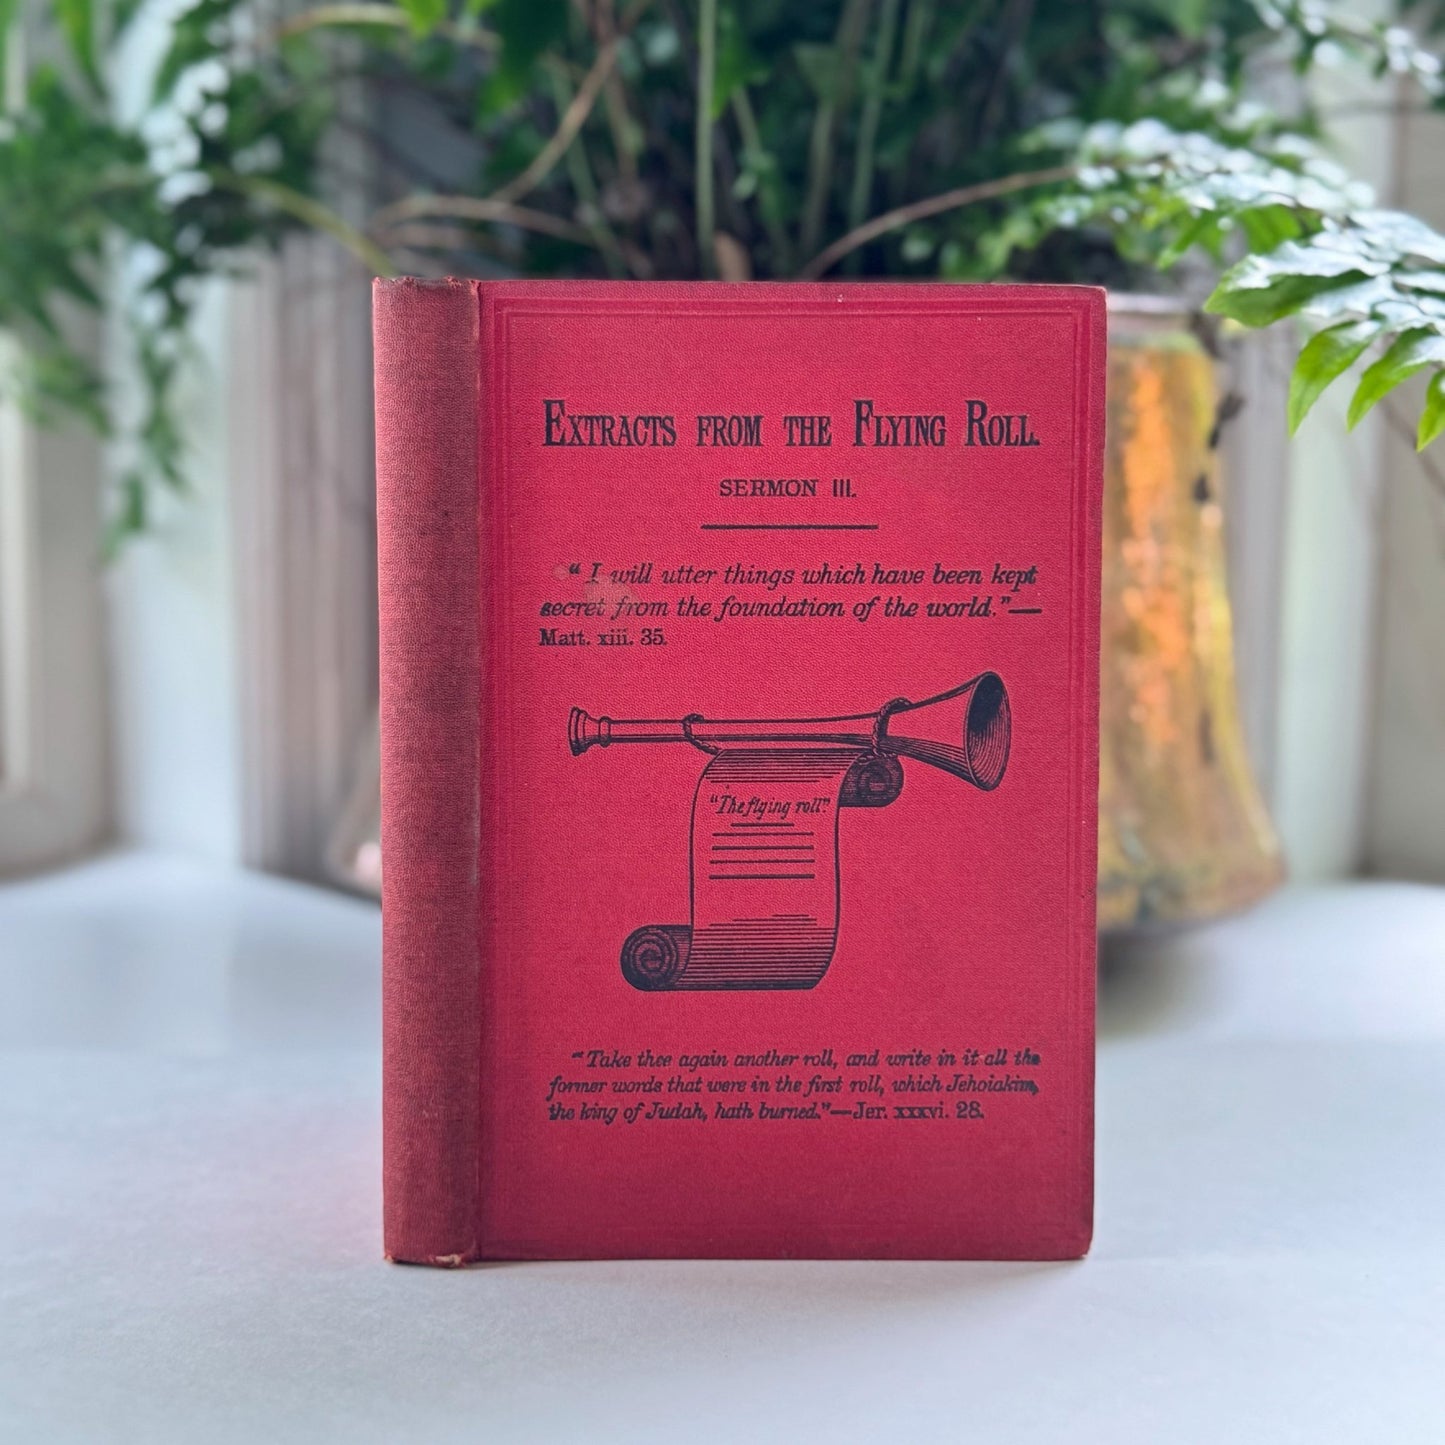 EXTRACTS FROM THE FLYING ROLL.
SERMON III.
"I will utter things which have been kept
secret from the foundation of the world."—
Matt. xiii. 35.
"The flying roll".
"Take thee again another roll, and write in it all the
former words that were in the first roll, which Jehoiakim,
the king of Judah, hath burned."—Jer. xxxvi. 28.